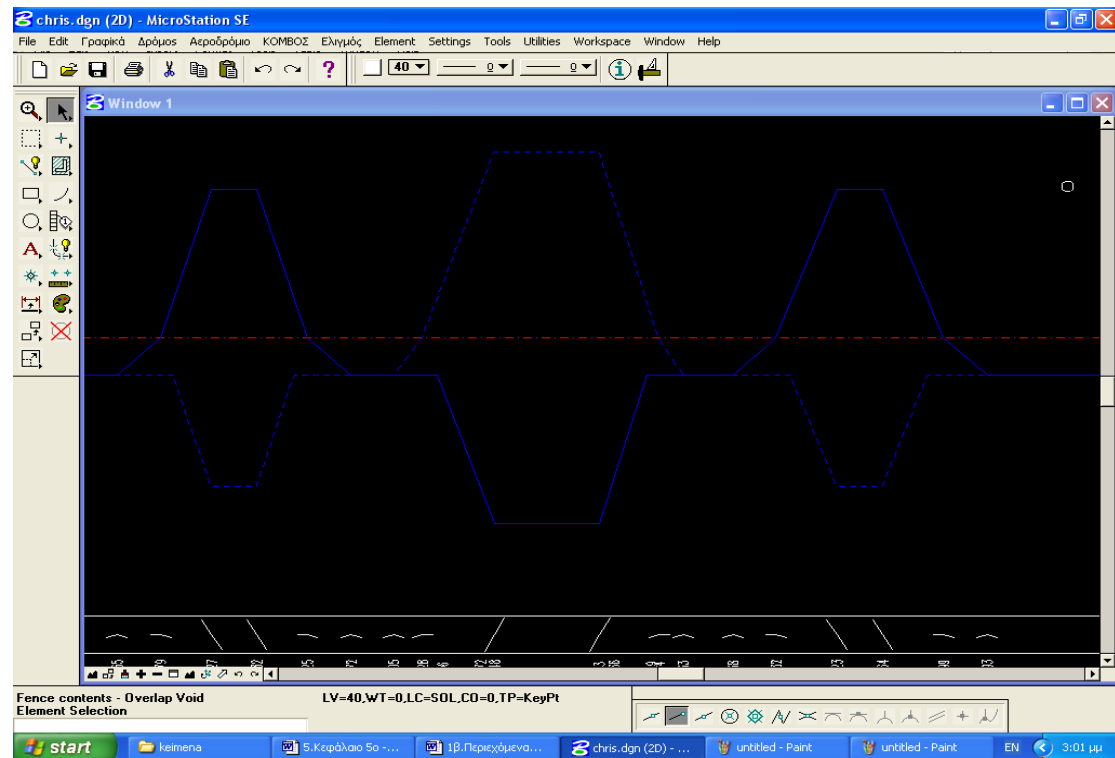 chris.dgn (2D) - MicroStation SE
File Edit Γραφικά Δρόμος Αεροδρόμιο ΚΟΜΒΟΣ Ελιγμός Element Settings Tools Utilities Workspace Window Help
40 0 0
Window 1
Fence contents - Overlap Void LV=40,WT=0,LC=SOL,CO=0,TP=KeyPt
Element Selection
start keimena 5.Κεφάλαιο 5ο -... 1β.Περιεχόμενα... chris.dgn (2D) - ... untitled - Paint untitled - Paint EN 3:01 μμ